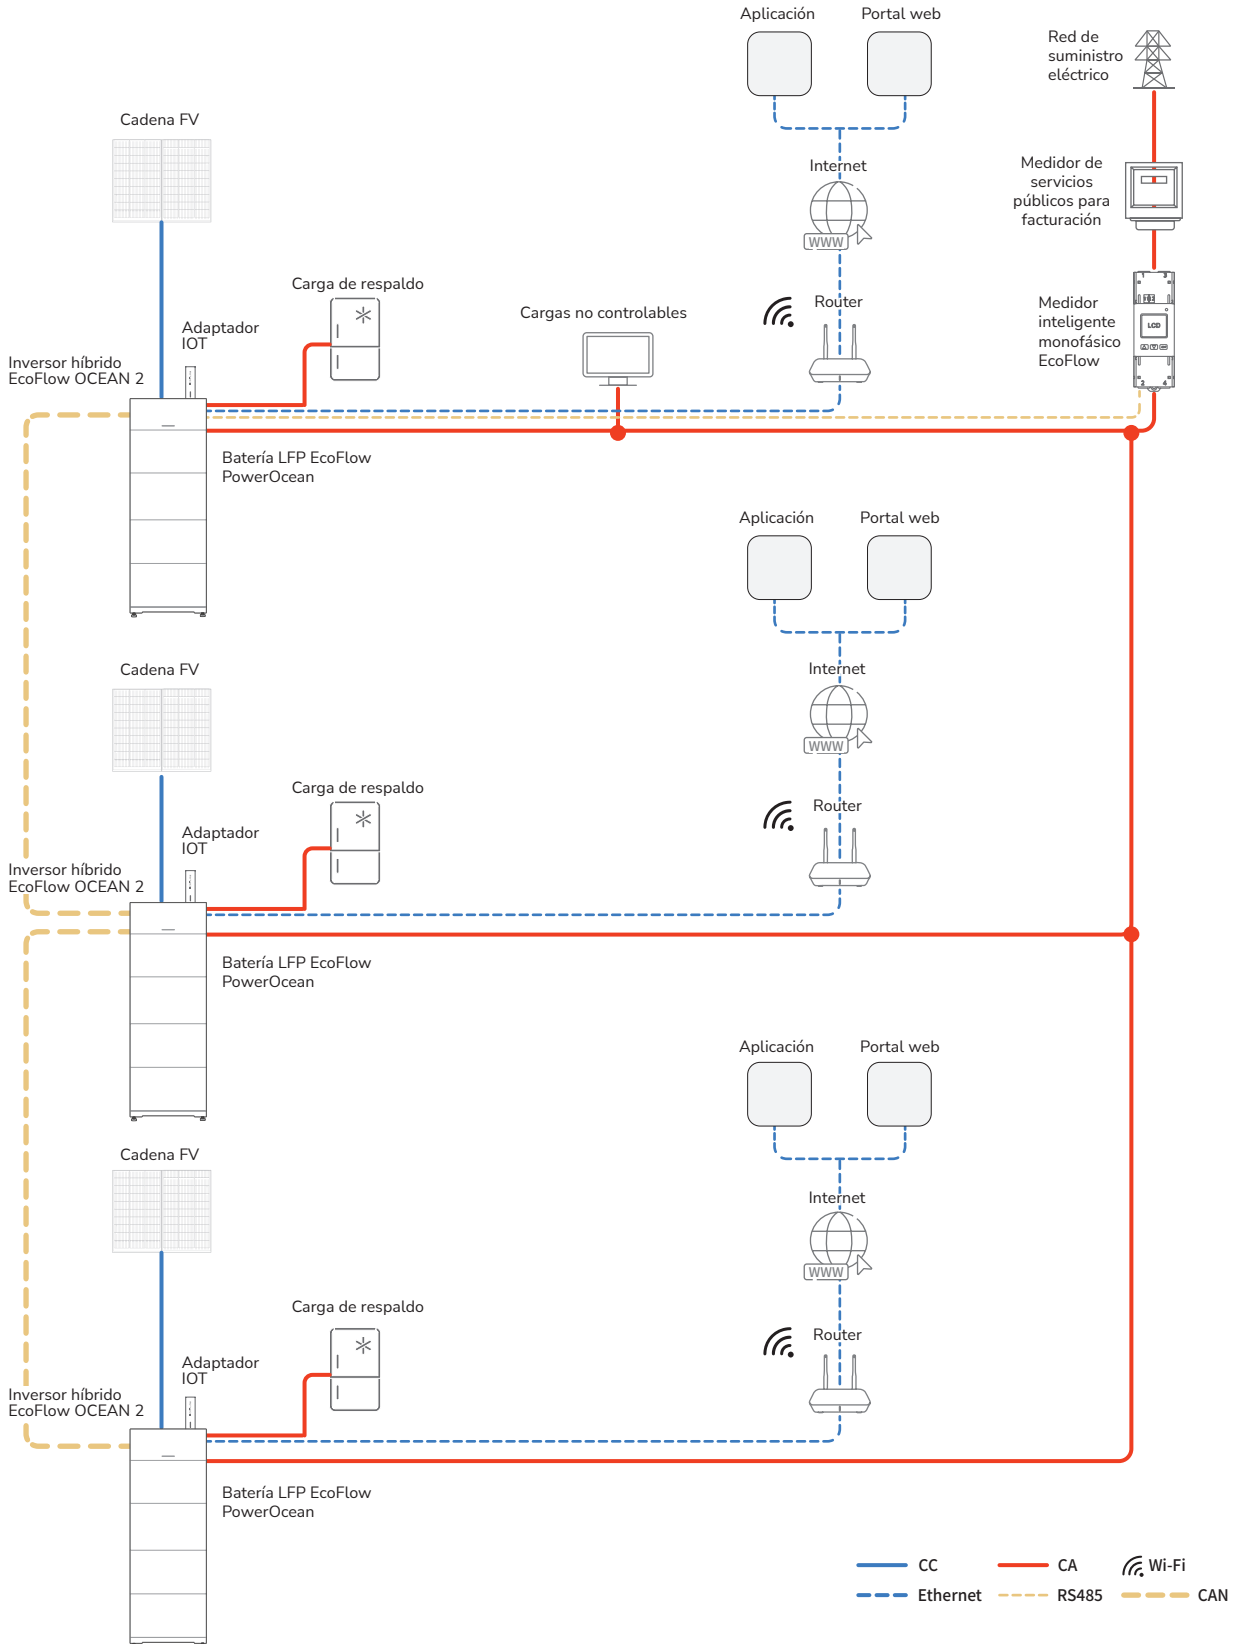 Aplicación
Portal web
Red de
suministro
eléctrico
Cadena FV
Internet
WWW
Medidor de
servicios
públicos para
facturación
Carga de respaldo
Cargas no controlables
Router
Medidor
inteligente
monofásico
EcoFlow
1 3
LCD
2 4
Adaptador
IOT
Inversor híbrido
EcoFlow OCEAN 2
Batería LFP EcoFlow
PowerOcean
Aplicación
Portal web
Cadena FV
Internet
WWW
Carga de respaldo
Router
Adaptador
IOT
Inversor híbrido
EcoFlow OCEAN 2
Batería LFP EcoFlow
PowerOcean
Aplicación
Portal web
Cadena FV
Internet
WWW
Carga de respaldo
Router
Adaptador
IOT
Inversor híbrido
EcoFlow OCEAN 2
Batería LFP EcoFlow
PowerOcean
CC
CA
Wi-Fi
Ethernet
RS485
CAN